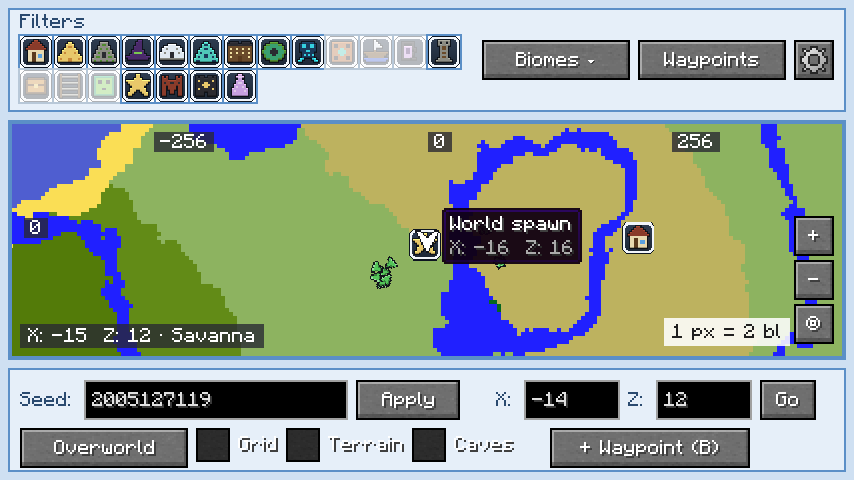 Filters
Biomes
Waypoints
-256
0
256
0
World spawn
X: -16 Z: 16
+
-
X: -15 Z: 12 · Savanna
1 px = 2 bl
Seed:
2005127119
Apply
X:
-14
Z:
12
Go
Overworld
Grid
Terrain
Caves
+ Waypoint (B)